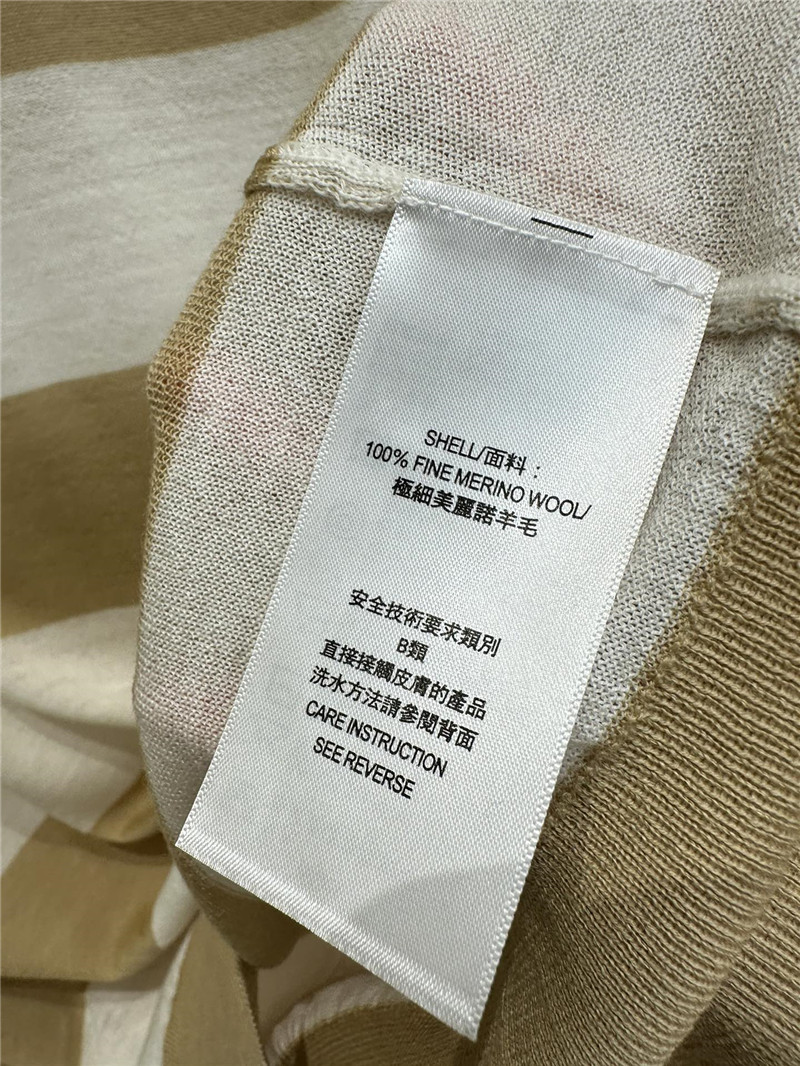 SHELL/面料：
100% FINE MERINO WOOL/
極細美麗諾羊毛
安全技術要求類別
B類
直接接觸皮膚的產品
洗水方法請參閱背面
CARE INSTRUCTION
SEE REVERSE